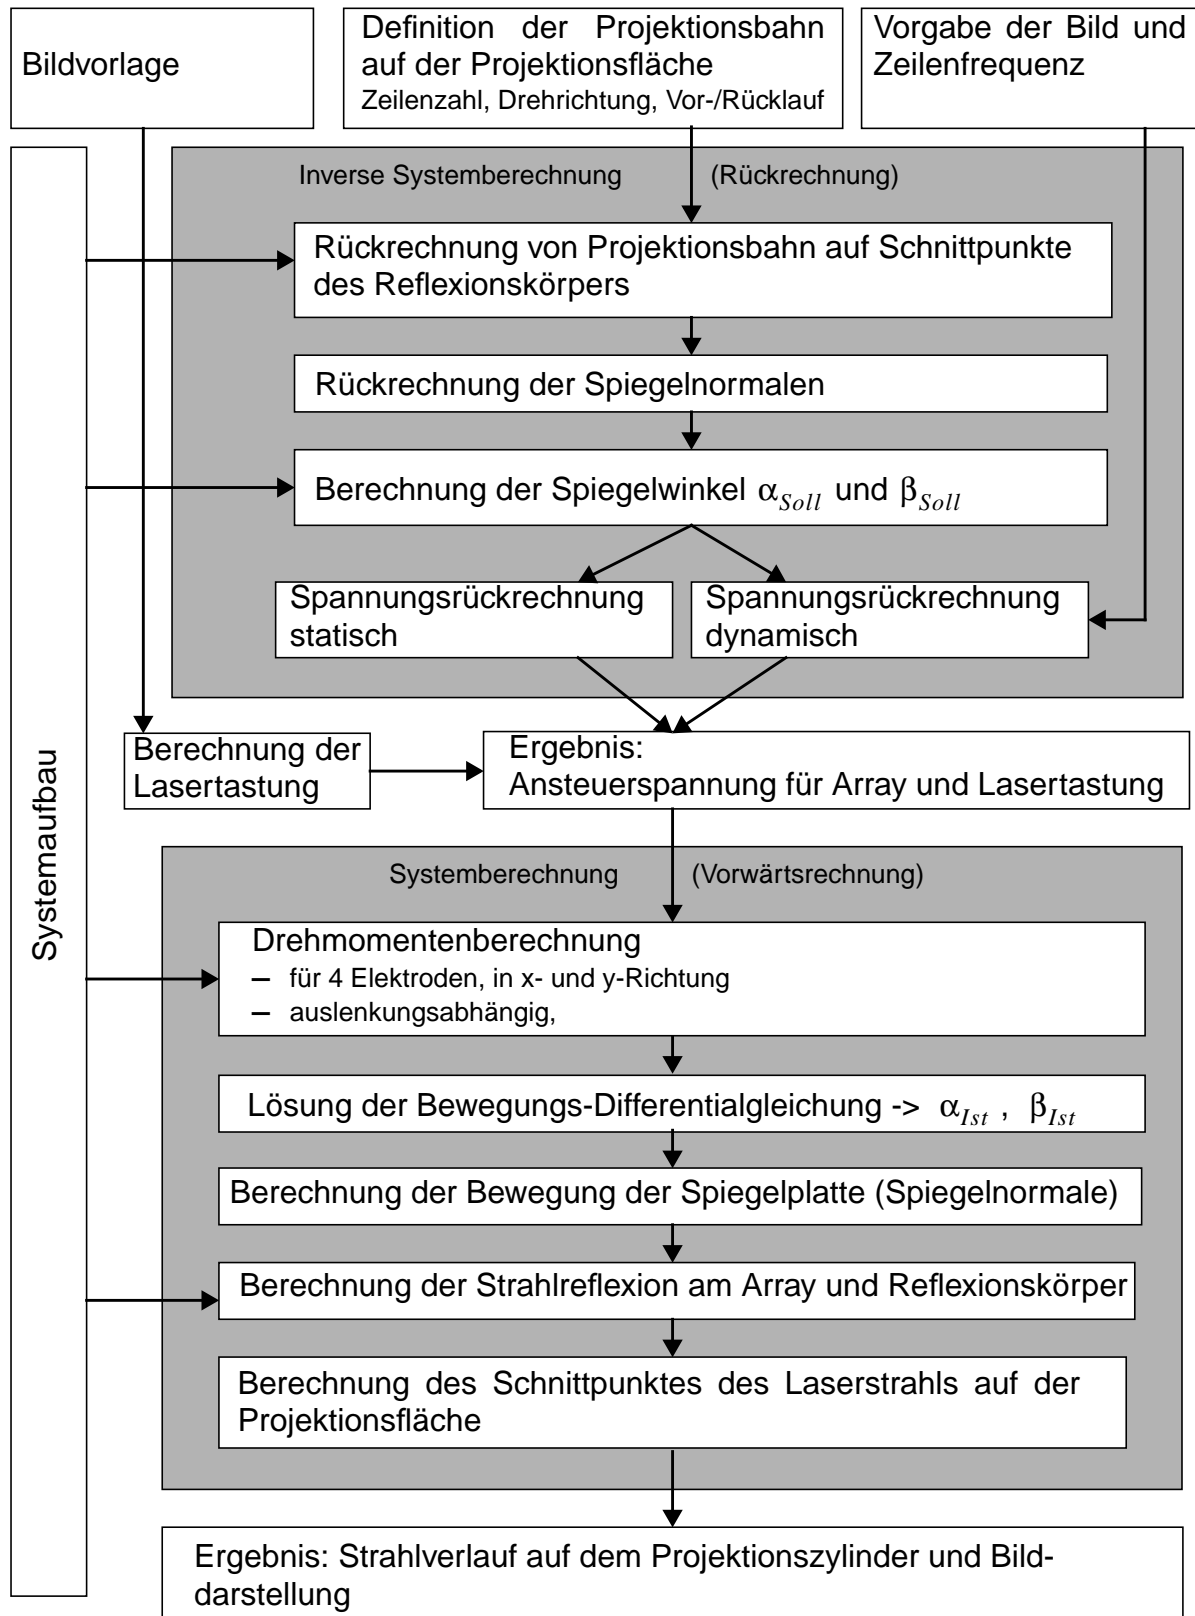 Bildvorlage
Definition der Projektionsbahn
auf der Projektionsfläche
Zeilenzahl, Drehrichtung, Vor-/Rücklauf
Vorgabe der Bild und
Zeilenfrequenz
Systemaufbau
Inverse Systemberechnung (Rückrechnung)
Rückrechnung von Projektionsbahn auf Schnittpunkte
des Reflexionskörpers
Rückrechnung der Spiegelnormalen
Berechnung der Spiegelwinkel α_Soll und β_Soll
Spannungsrückrechnung
statisch
Spannungsrückrechnung
dynamisch
Berechnung der
Lasertastung
Ergebnis:
Ansteuerspannung für Array und Lasertastung
Systemberechnung (Vorwärtsrechnung)
Drehmomentenberechnung
– für 4 Elektroden, in x- und y-Richtung
– auslenkungsabhängig,
Lösung der Bewegungs-Differentialgleichung -> α_Ist , β_Ist
Berechnung der Bewegung der Spiegelplatte (Spiegelnormale)
Berechnung der Strahlreflexion am Array und Reflexionskörper
Berechnung des Schnittpunktes des Laserstrahls auf der
Projektionsfläche
Ergebnis: Strahlverlauf auf dem Projektionszylinder und Bild-
darstellung